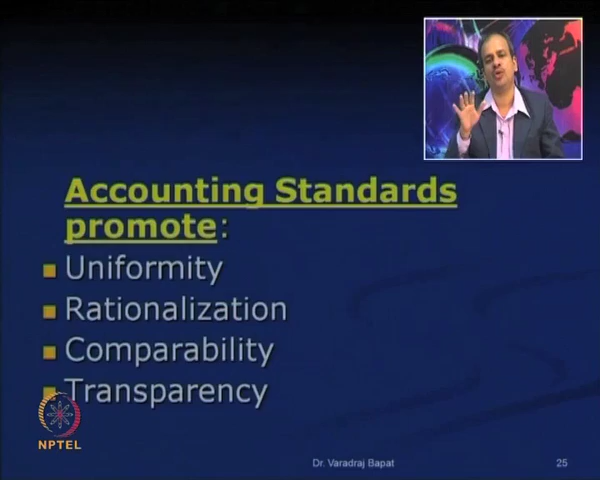 Accounting Standards
promote:
Uniformity
Rationalization
Comparability
Transparency
NPTEL
Dr. Varadraj Bapat
25